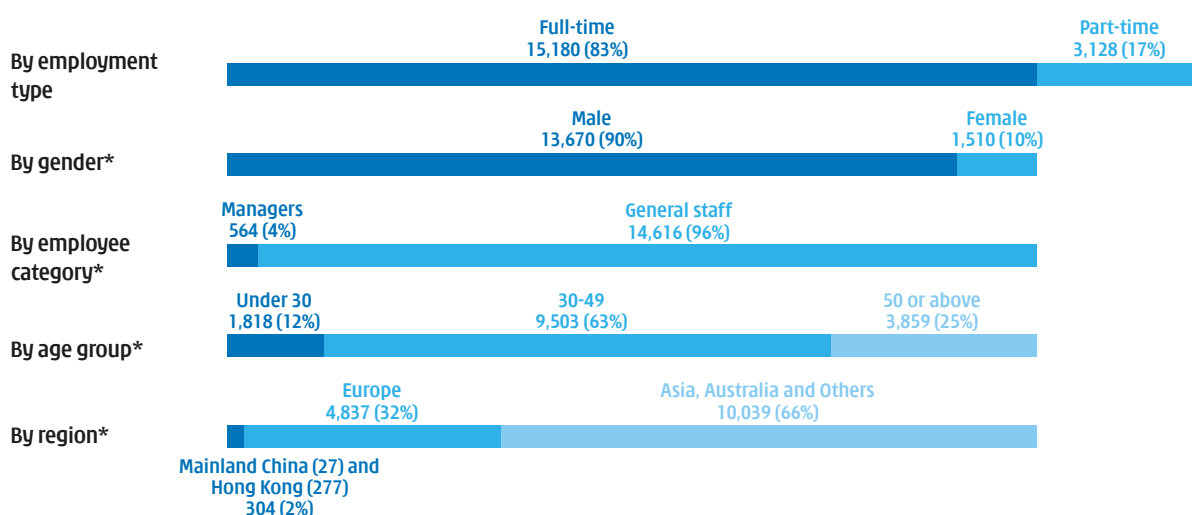 By employment
type
Full-time
15,180 (83%)
Part-time
3,128 (17%)
By gender*
Male
13,670 (90%)
Female
1,510 (10%)
By employee
category*
Managers
564 (4%)
General staff
14,616 (96%)
By age group*
Under 30
1,818 (12%)
30-49
9,503 (63%)
50 or above
3,859 (25%)
By region*
Europe
4,837 (32%)
Asia, Australia and Others
10,039 (66%)
Mainland China (27) and
Hong Kong (277)
304 (2%)